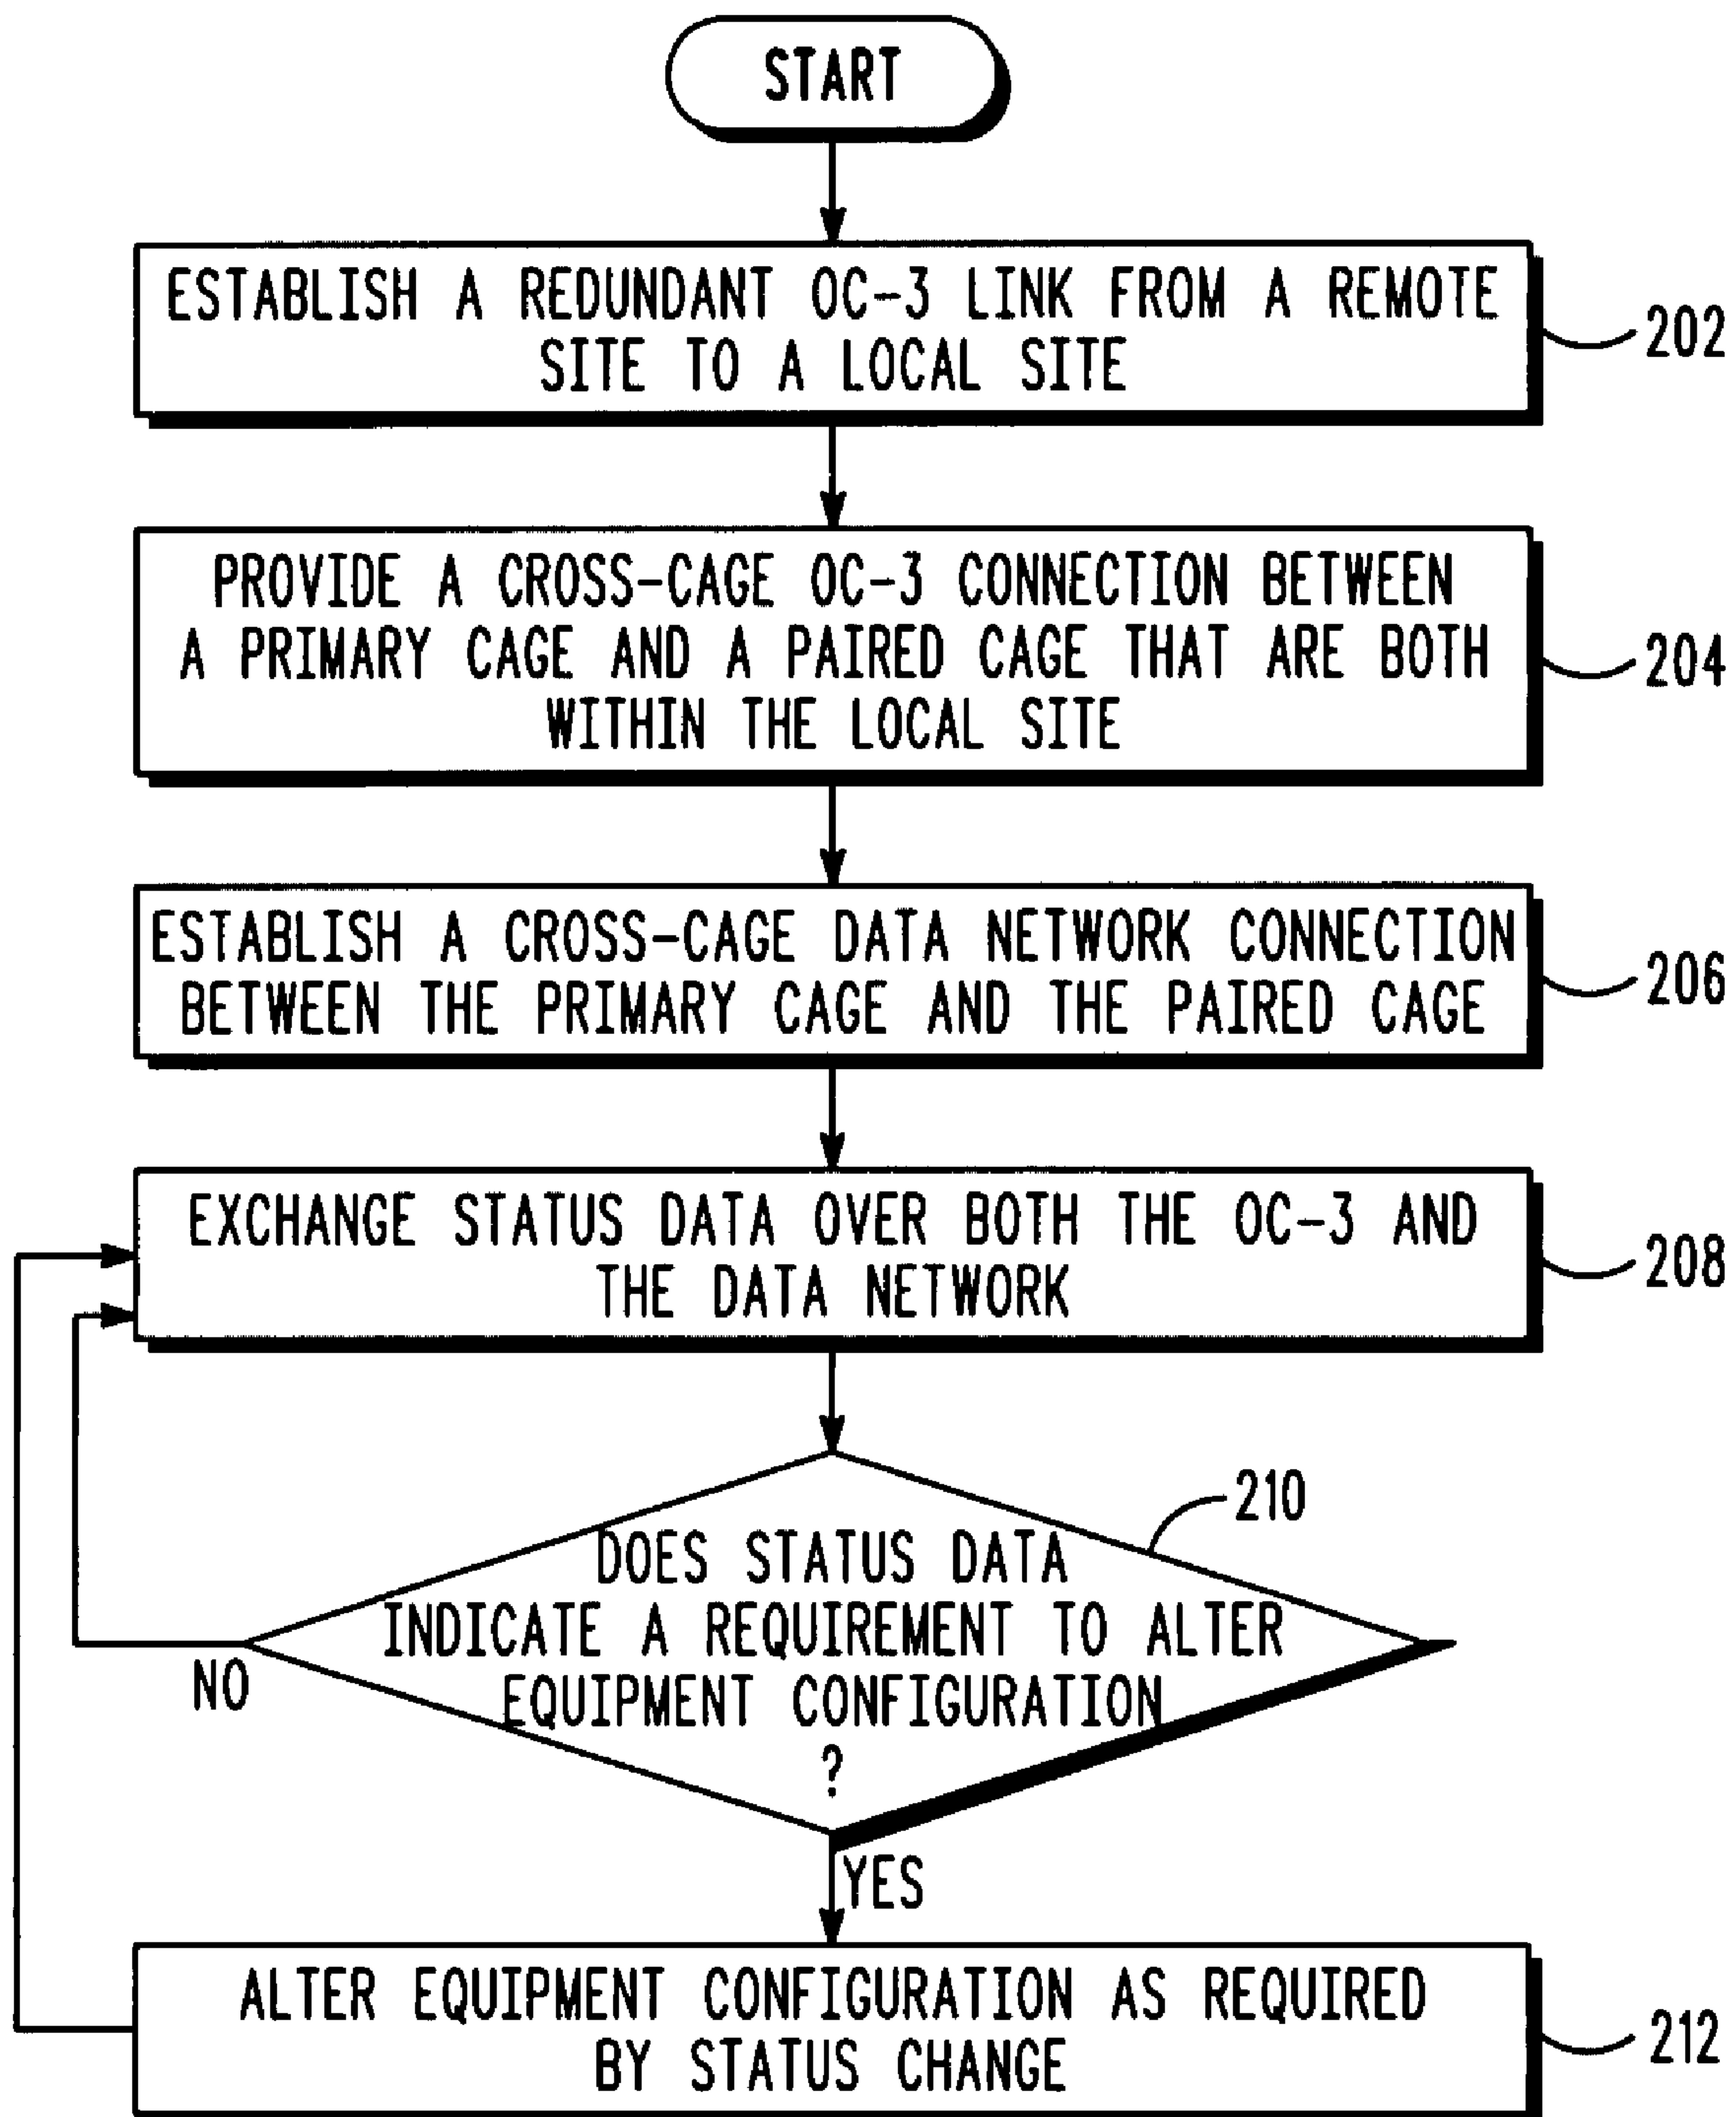 START
ESTABLISH A REDUNDANT OC-3 LINK FROM A REMOTE
SITE TO A LOCAL SITE
202
PROVIDE A CROSS-CAGE OC-3 CONNECTION BETWEEN
A PRIMARY CAGE AND A PAIRED CAGE THAT ARE BOTH
WITHIN THE LOCAL SITE
204
ESTABLISH A CROSS-CAGE DATA NETWORK CONNECTION
BETWEEN THE PRIMARY CAGE AND THE PAIRED CAGE
206
EXCHANGE STATUS DATA OVER BOTH THE OC-3 AND
THE DATA NETWORK
208
210
DOES STATUS DATA
INDICATE A REQUIREMENT TO ALTER
EQUIPMENT CONFIGURATION
?
NO
YES
ALTER EQUIPMENT CONFIGURATION AS REQUIRED
BY STATUS CHANGE
212